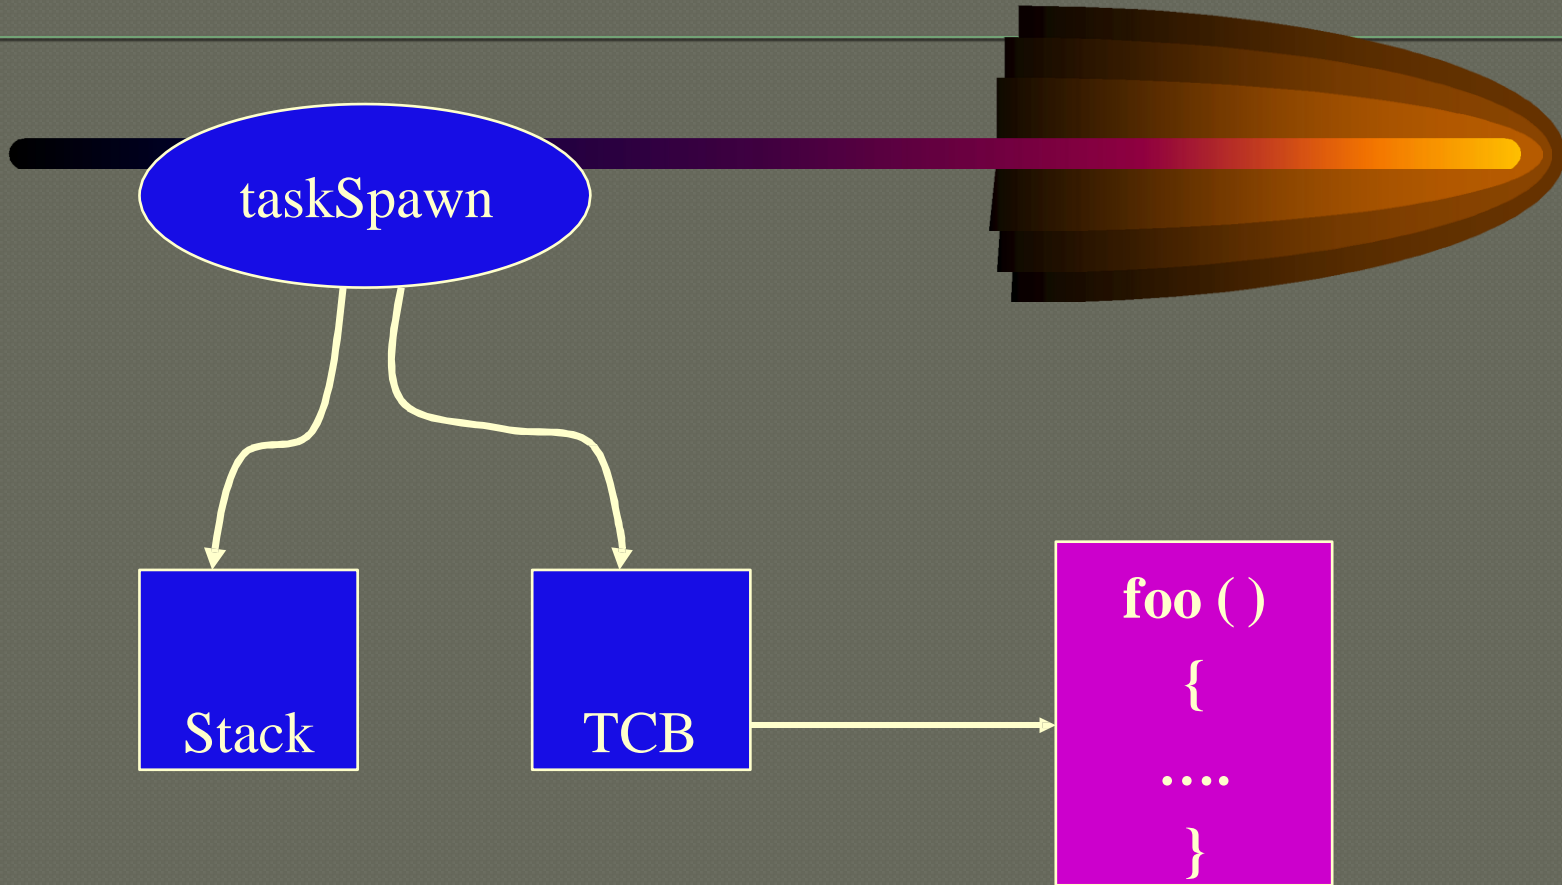 taskSpawn
Stack
TCB
foo ( )
{
....
}